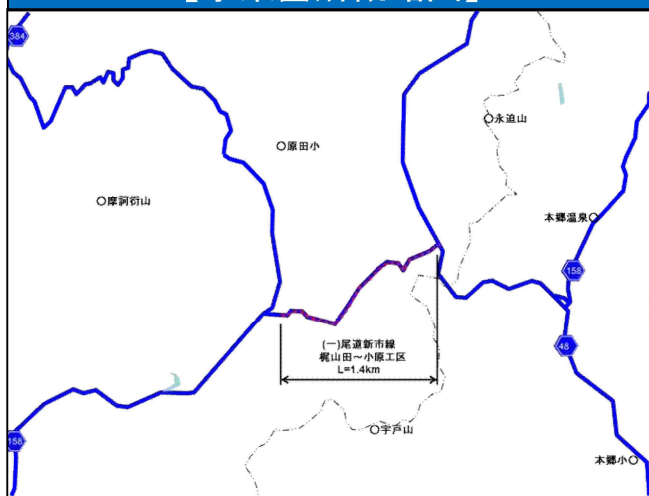 384
○永迫山
○原田小
○摩訶衍山
本郷温泉○
158
(一)尾道新市線
梶山田～小原工区
L=1.4km
48
○宇戸山
158
本郷小○